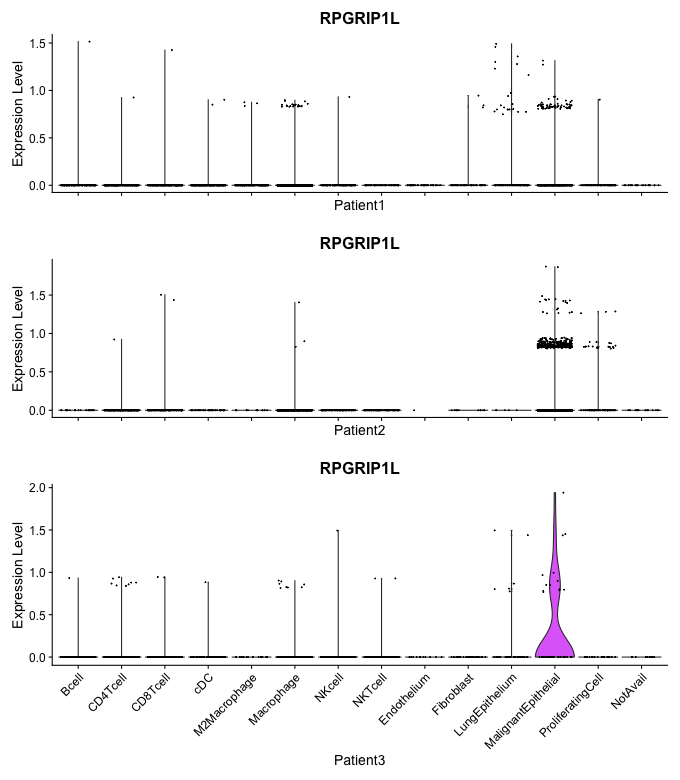 RPGRIP1L
Expression Level
1.5
1.0
0.5
0.0
Patient1
RPGRIP1L
Expression Level
1.5
1.0
0.5
0.0
Patient2
RPGRIP1L
Expression Level
2.0
1.5
1.0
0.5
0.0
Bcell
CD4Tcell
CD8Tcell
cDC
M2Macrophage
Macrophage
NKcell
NKTcell
Endothelium
Fibroblast
LungEpithelium
MalignantEpithelial
ProliferatingCell
NotAvail
Patient3